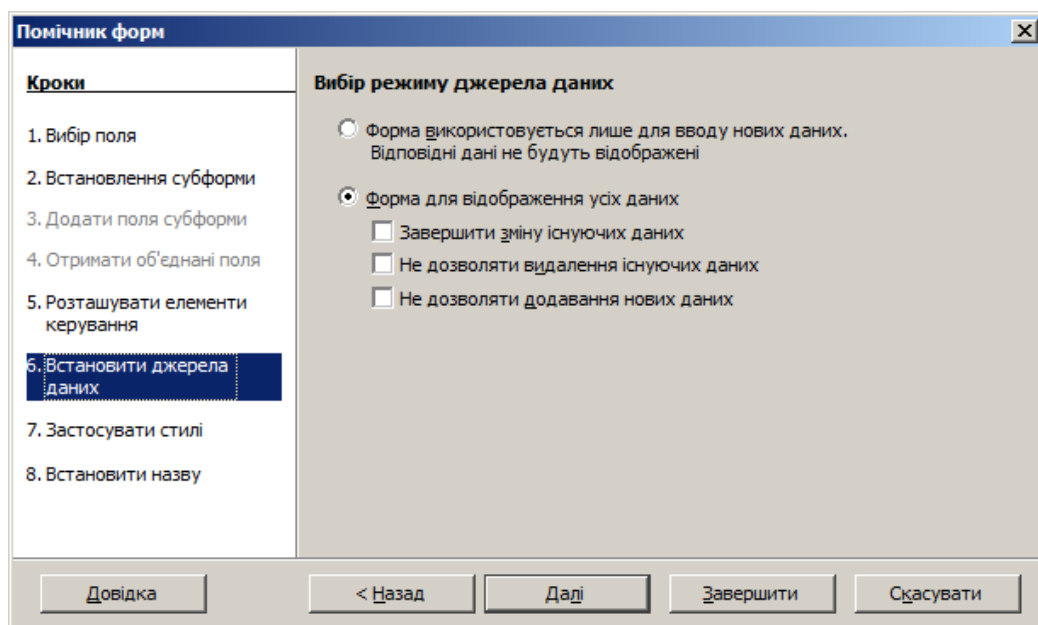 Помічник форм
Кроки
1. Вибір поля
2. Встановлення субформи
3. Додати поля субформи
4. Отримати об'єднані поля
5. Розташувати елементи
керування
6. Встановити джерела
даних
7. Застосувати стилі
8. Встановити назву
Вибір режиму джерела даних
Форма використовується лише для вводу нових даних.
Відповідні дані не будуть відображені
Форма для відображення усіх даних
Завершити зміну існуючих даних
Не дозволяти видалення існуючих даних
Не дозволяти додавання нових даних
Довідка
< Назад
Далі
Завершити
Скасувати